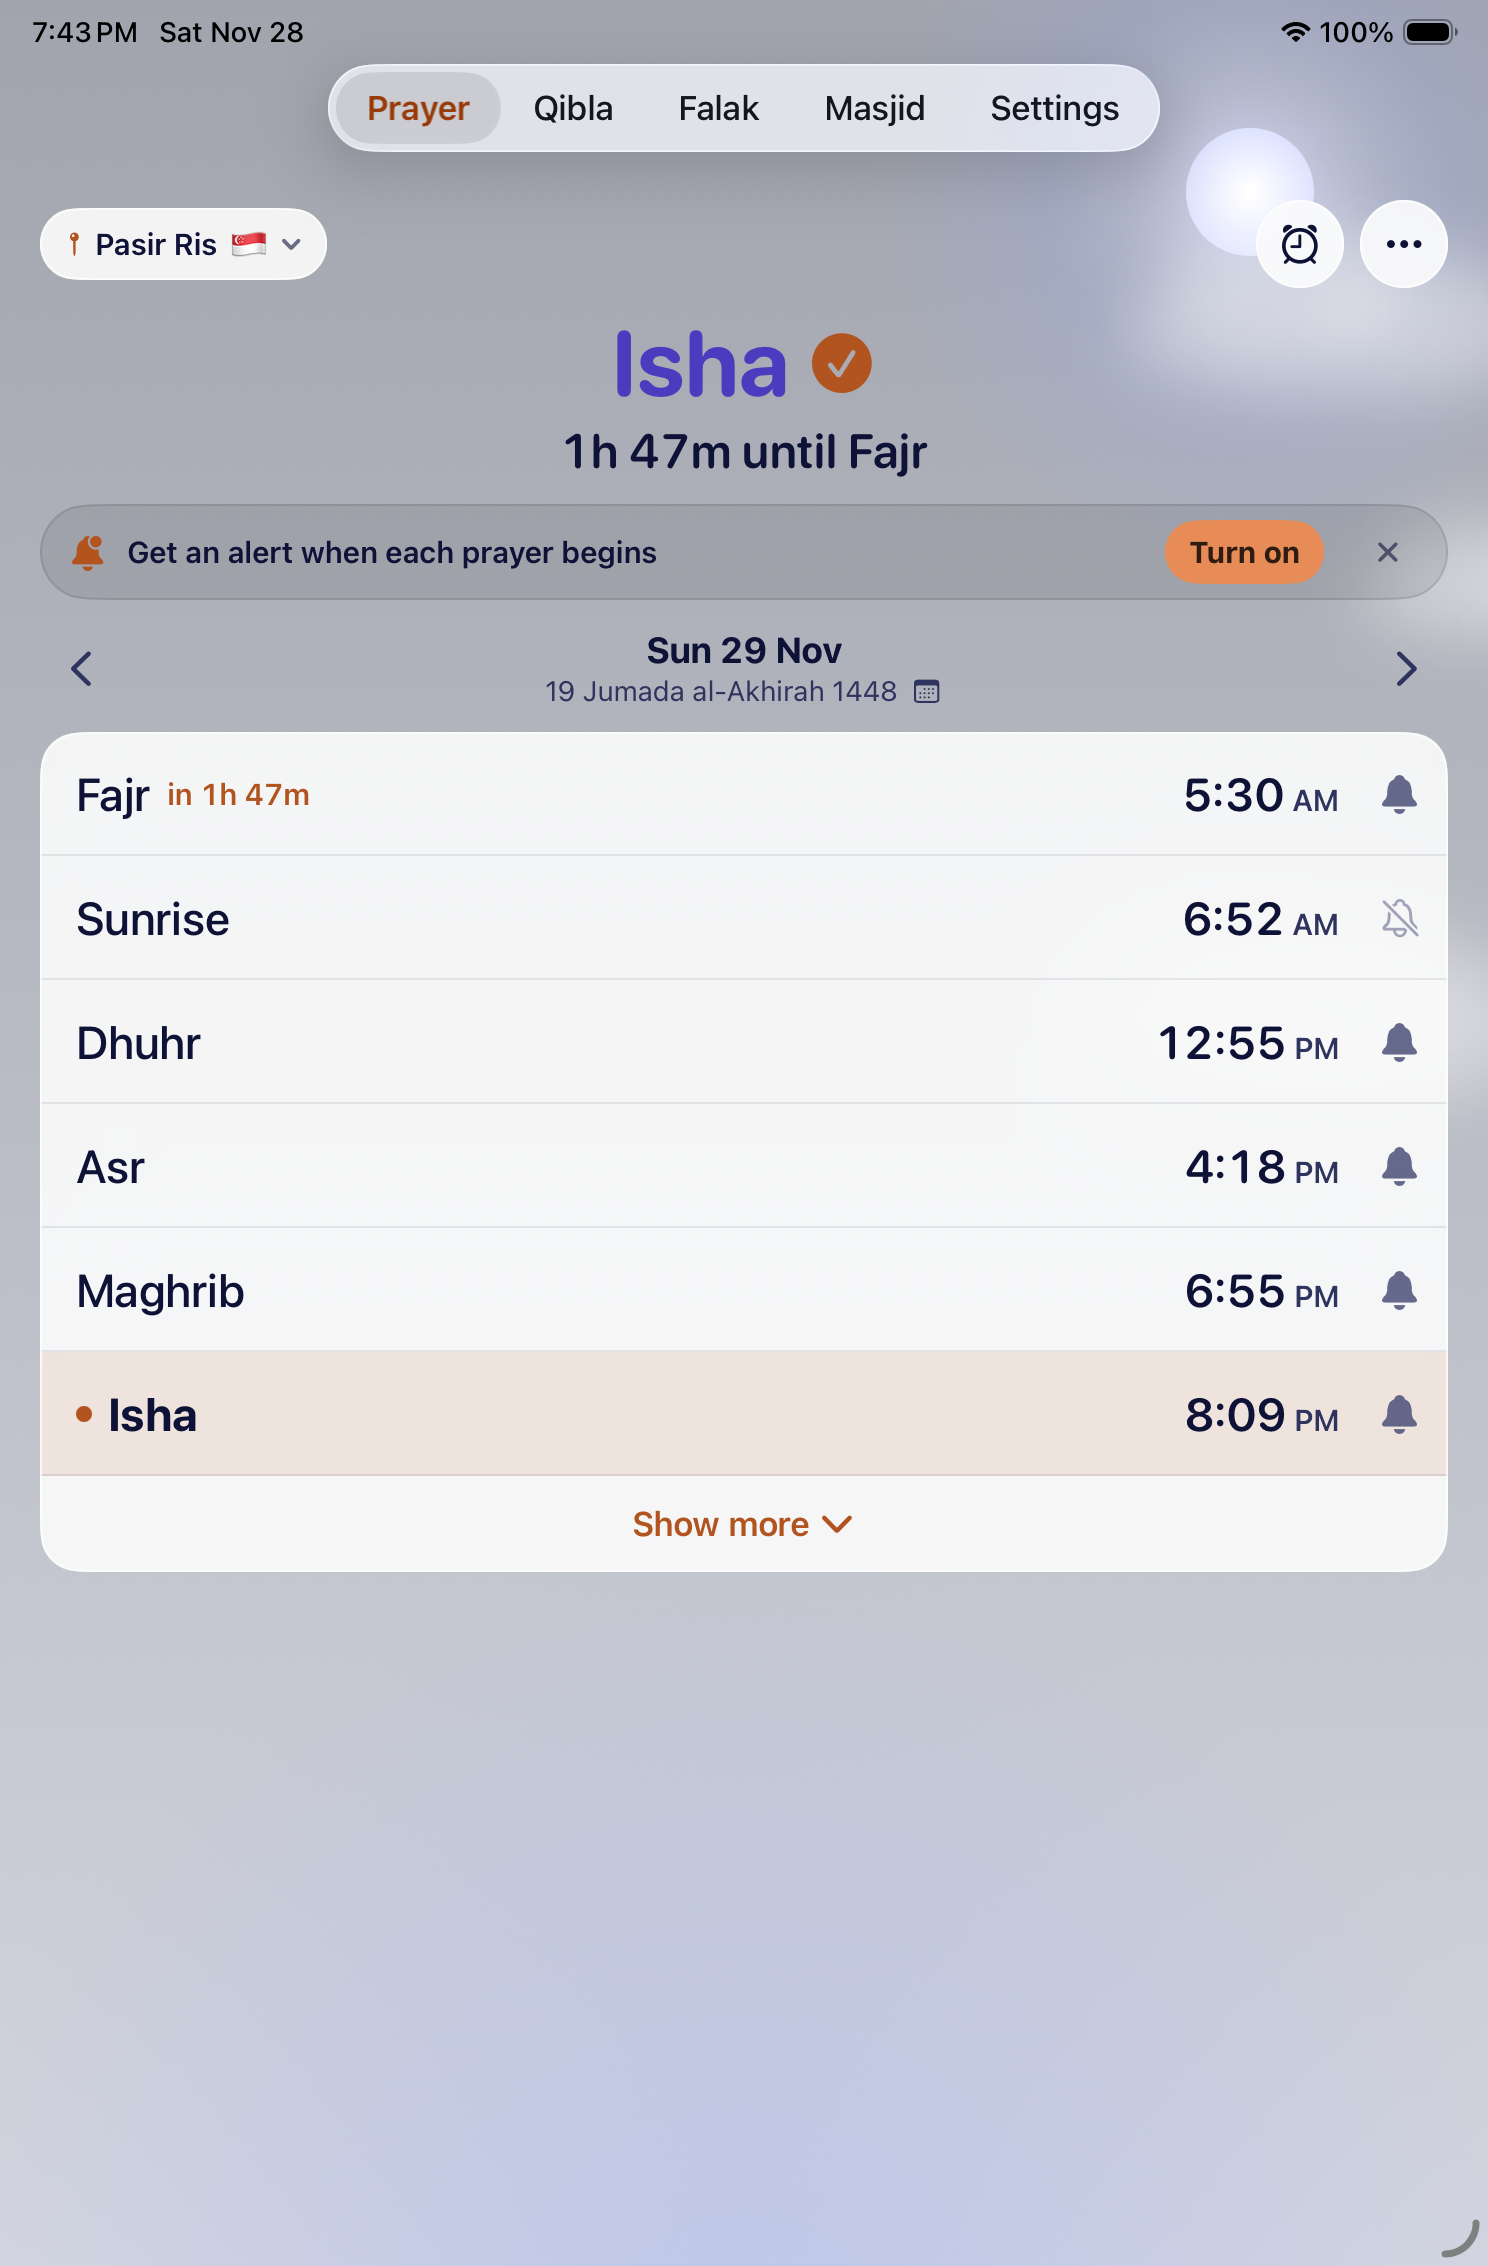 7:43 PM Sat Nov 28 100%
Prayer Qibla Falak Masjid Settings
Pasir Ris
Isha
1h 47m until Fajr
Get an alert when each prayer begins Turn on
Sun 29 Nov
19 Jumada al-Akhirah 1448
Fajr in 1h 47m 5:30 AM
Sunrise 6:52 AM
Dhuhr 12:55 PM
Asr 4:18 PM
Maghrib 6:55 PM
Isha 8:09 PM
Show more